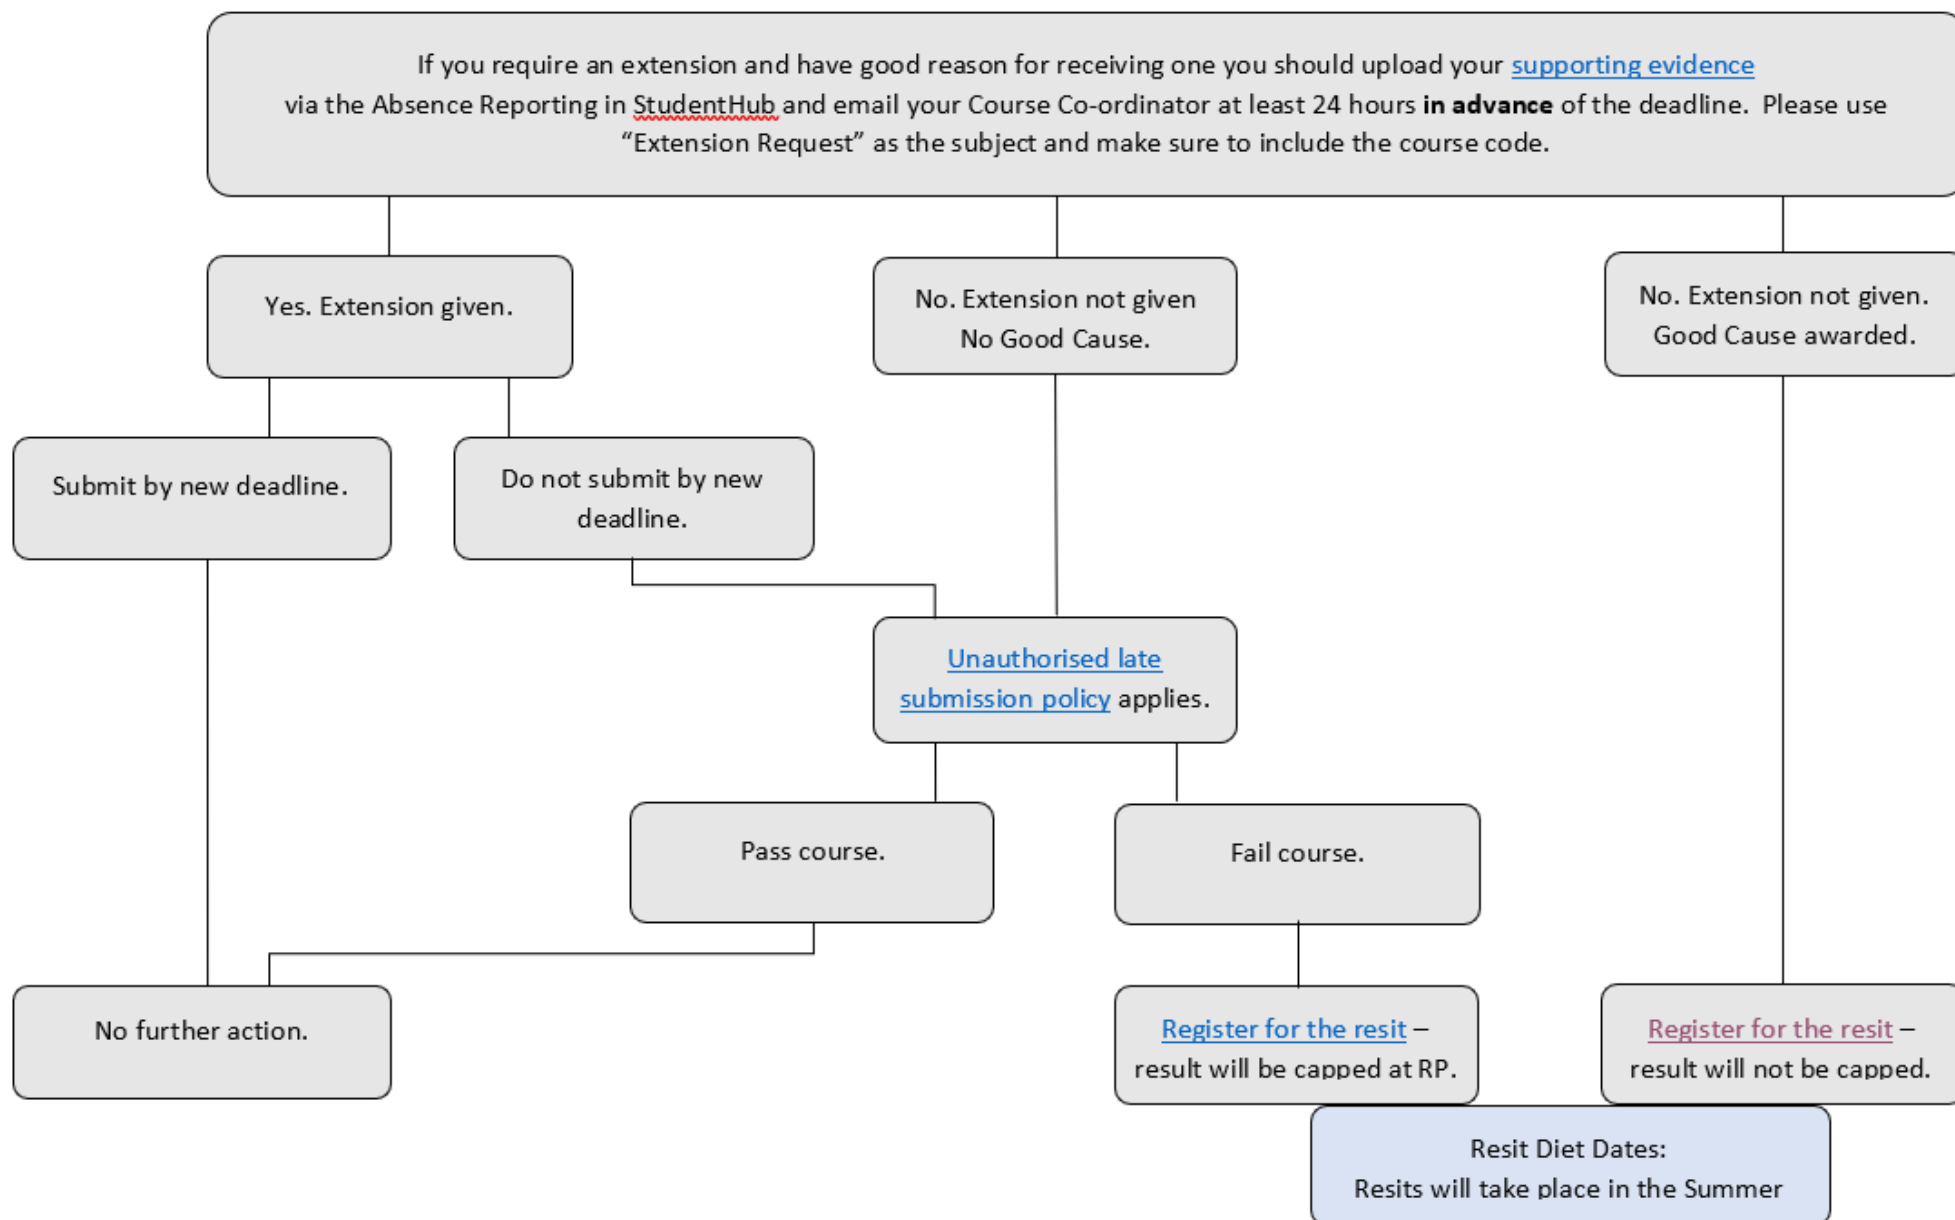 If you require an extension and have good reason for receiving one you should upload your supporting evidence
via the Absence Reporting in StudentHub and email your Course Co-ordinator at least 24 hours in advance of the deadline. Please use
“Extension Request” as the subject and make sure to include the course code.
Yes. Extension given.
No. Extension not given
No Good Cause.
No. Extension not given.
Good Cause awarded.
Submit by new deadline.
Do not submit by new
deadline.
Unauthorised late
submission policy applies.
Pass course.
Fail course.
No further action.
Register for the resit –
result will be capped at RP.
Register for the resit –
result will not be capped.
Resit Diet Dates:
Resits will take place in the Summer